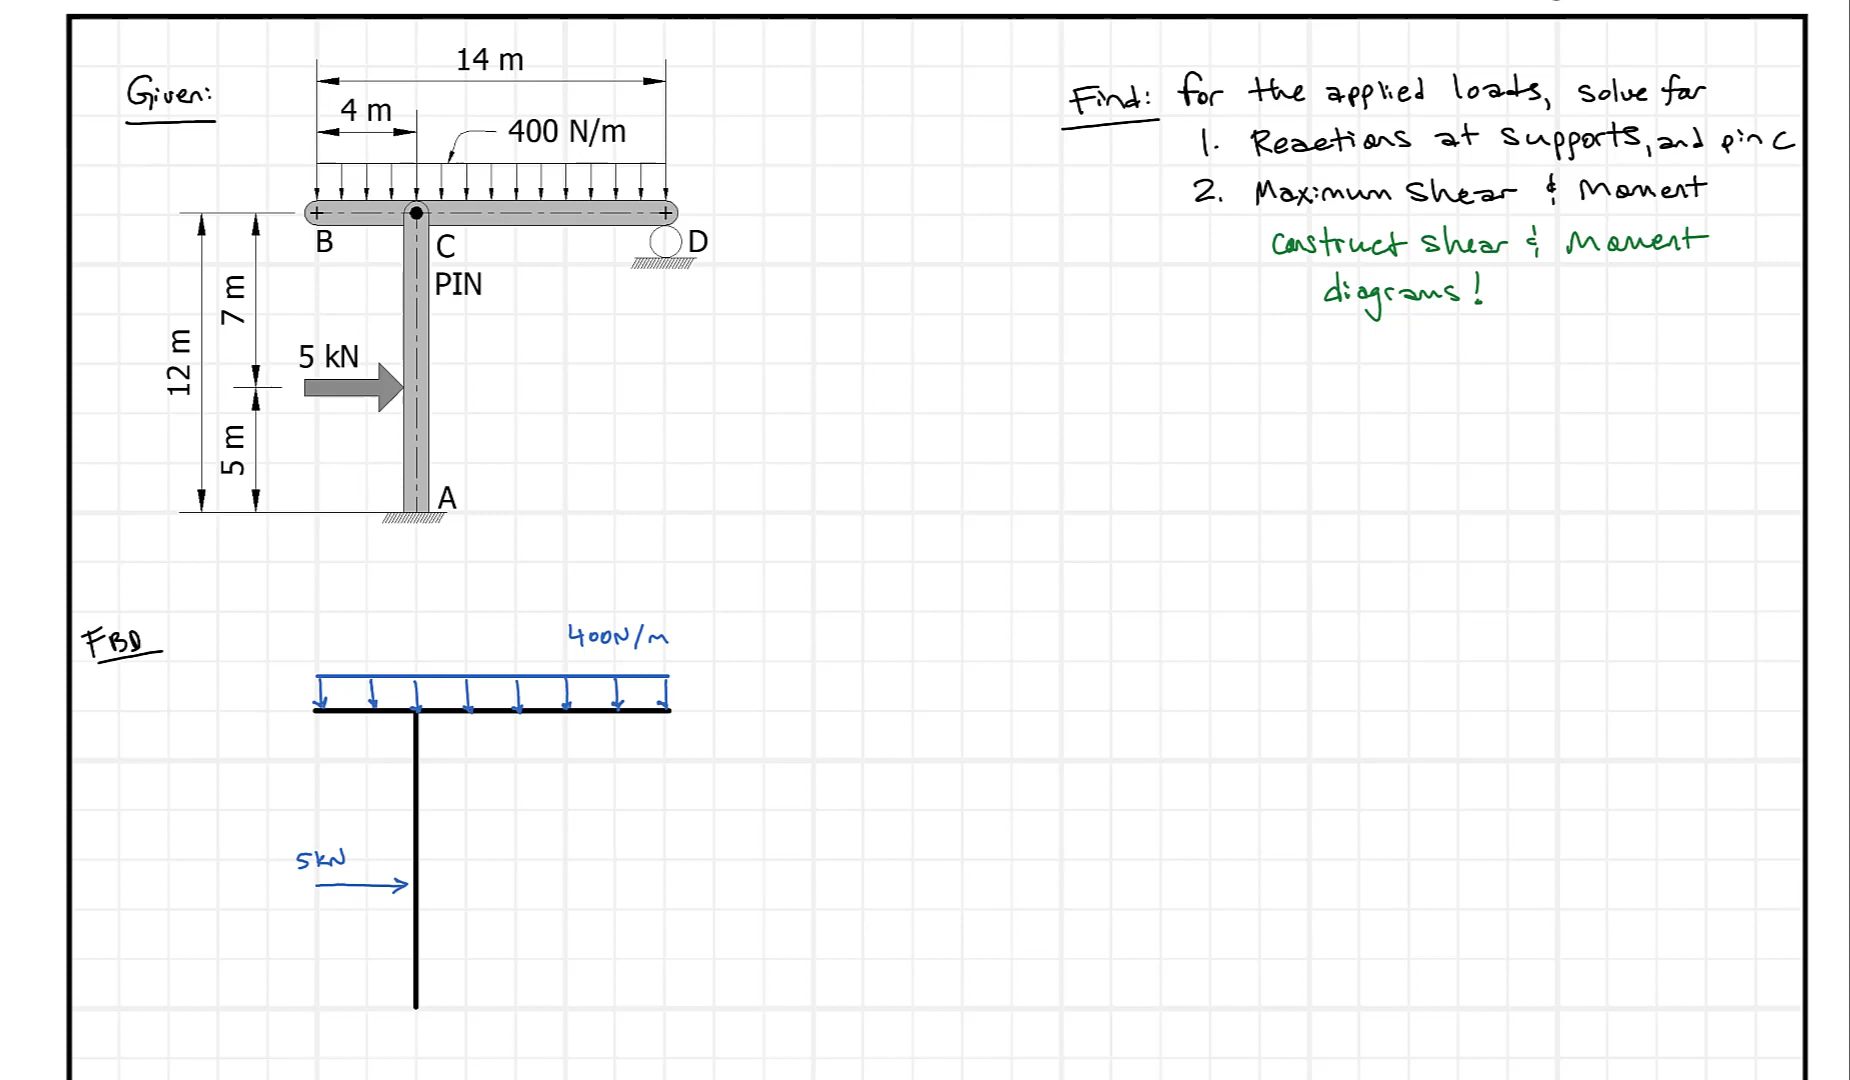 Given:
14 m
4 m
400 N/m
B
C
D
PIN
7 m
12 m
5 kN
5 m
A
Find: for the applied loads, solve for
1. Reactions at supports, and pin C
2. Maximum shear & Moment
construct shear & Moment
diagrams!
FBD
400N/m
5kN